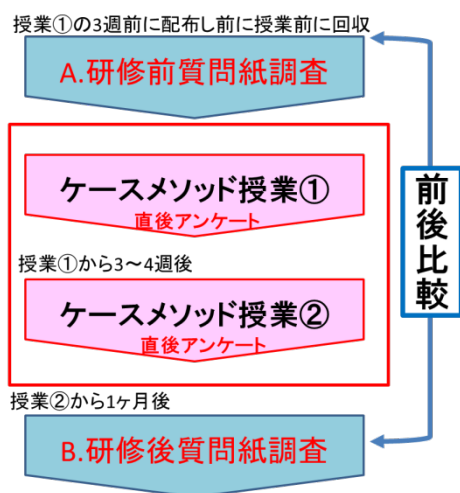 授業①の3週前に配布し前に授業前に回収
A.研修前質問紙調査
ケースメソッド授業①
直後アンケート
授業①から3～4週後
ケースメソッド授業②
直後アンケート
授業②から1ヶ月後
B.研修後質問紙調査
前後比較